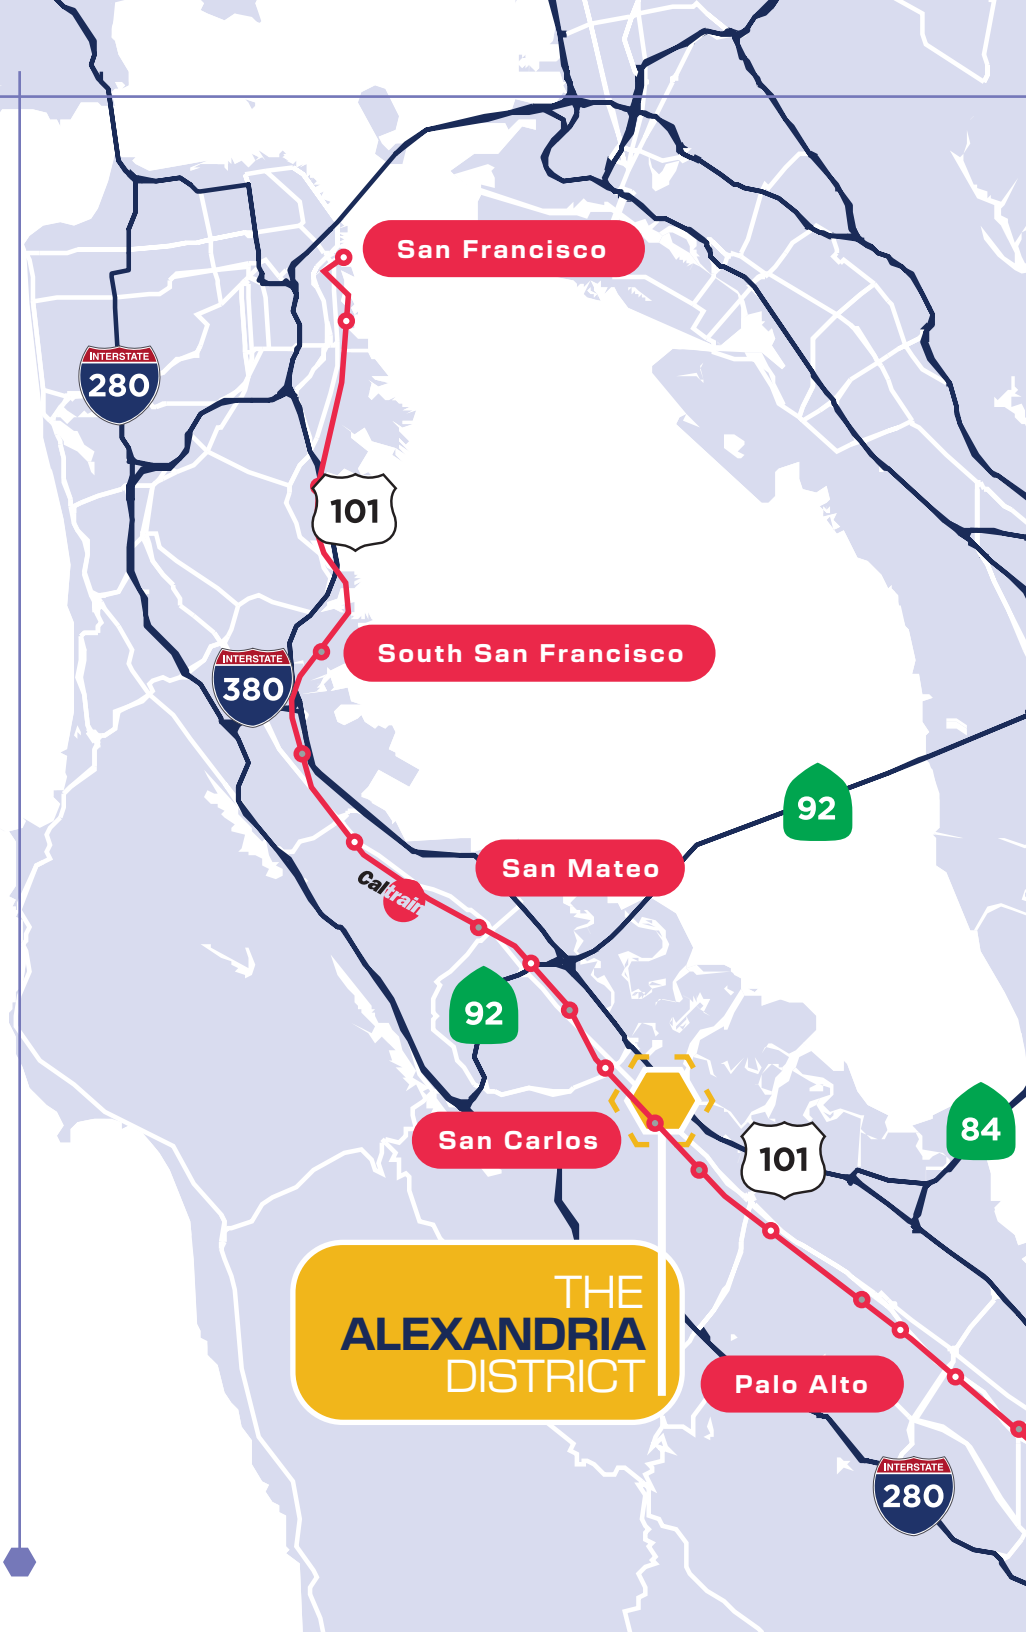 San Francisco
INTERSTATE
280
101
South San Francisco
INTERSTATE
380
92
San Mateo
Caltrain
92
84
San Carlos
101
THE
ALEXANDRIA
DISTRICT
Palo Alto
INTERSTATE
280